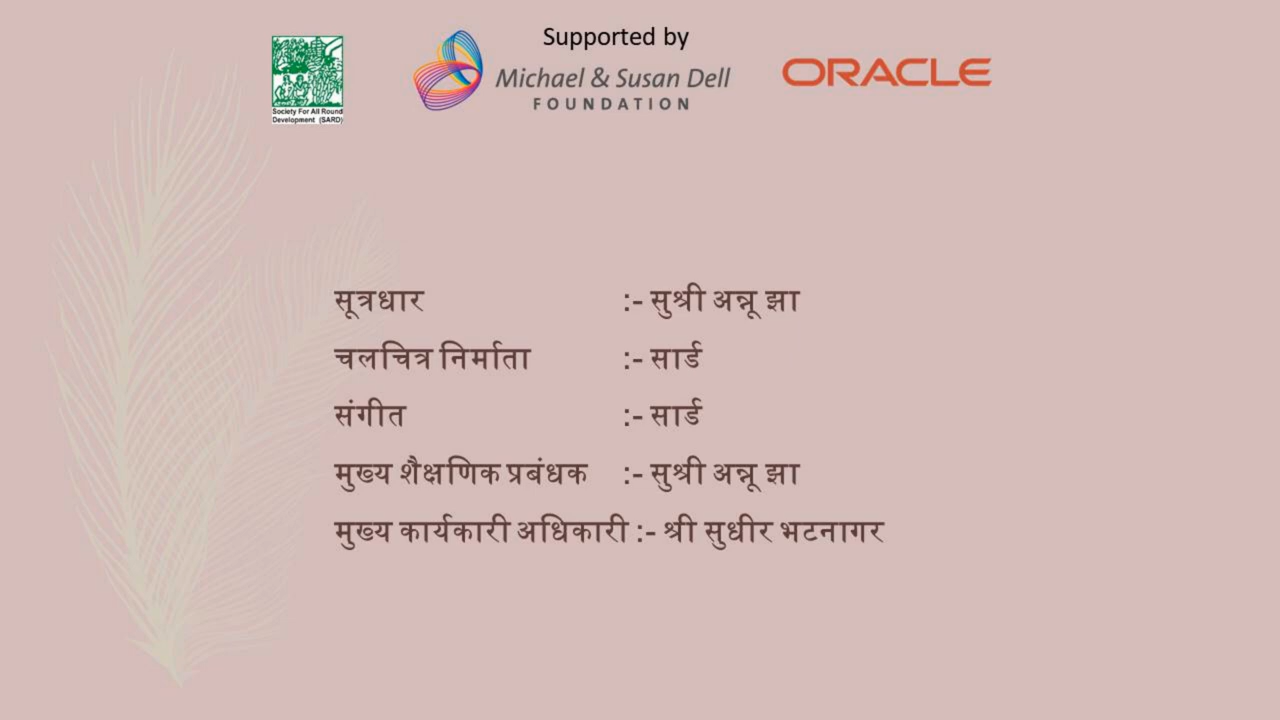 Supported by
Society For All Round
Development (SARD)
Michael & Susan Dell
FOUNDATION
ORACLE
सूत्रधार :- सुश्री अन्नू झा
चलचित्र निर्माता :- सार्ड
संगीत :- सार्ड
मुख्य शैक्षणिक प्रबंधक :- सुश्री अन्नू झा
मुख्य कार्यकारी अधिकारी :- श्री सुधीर भटनागर